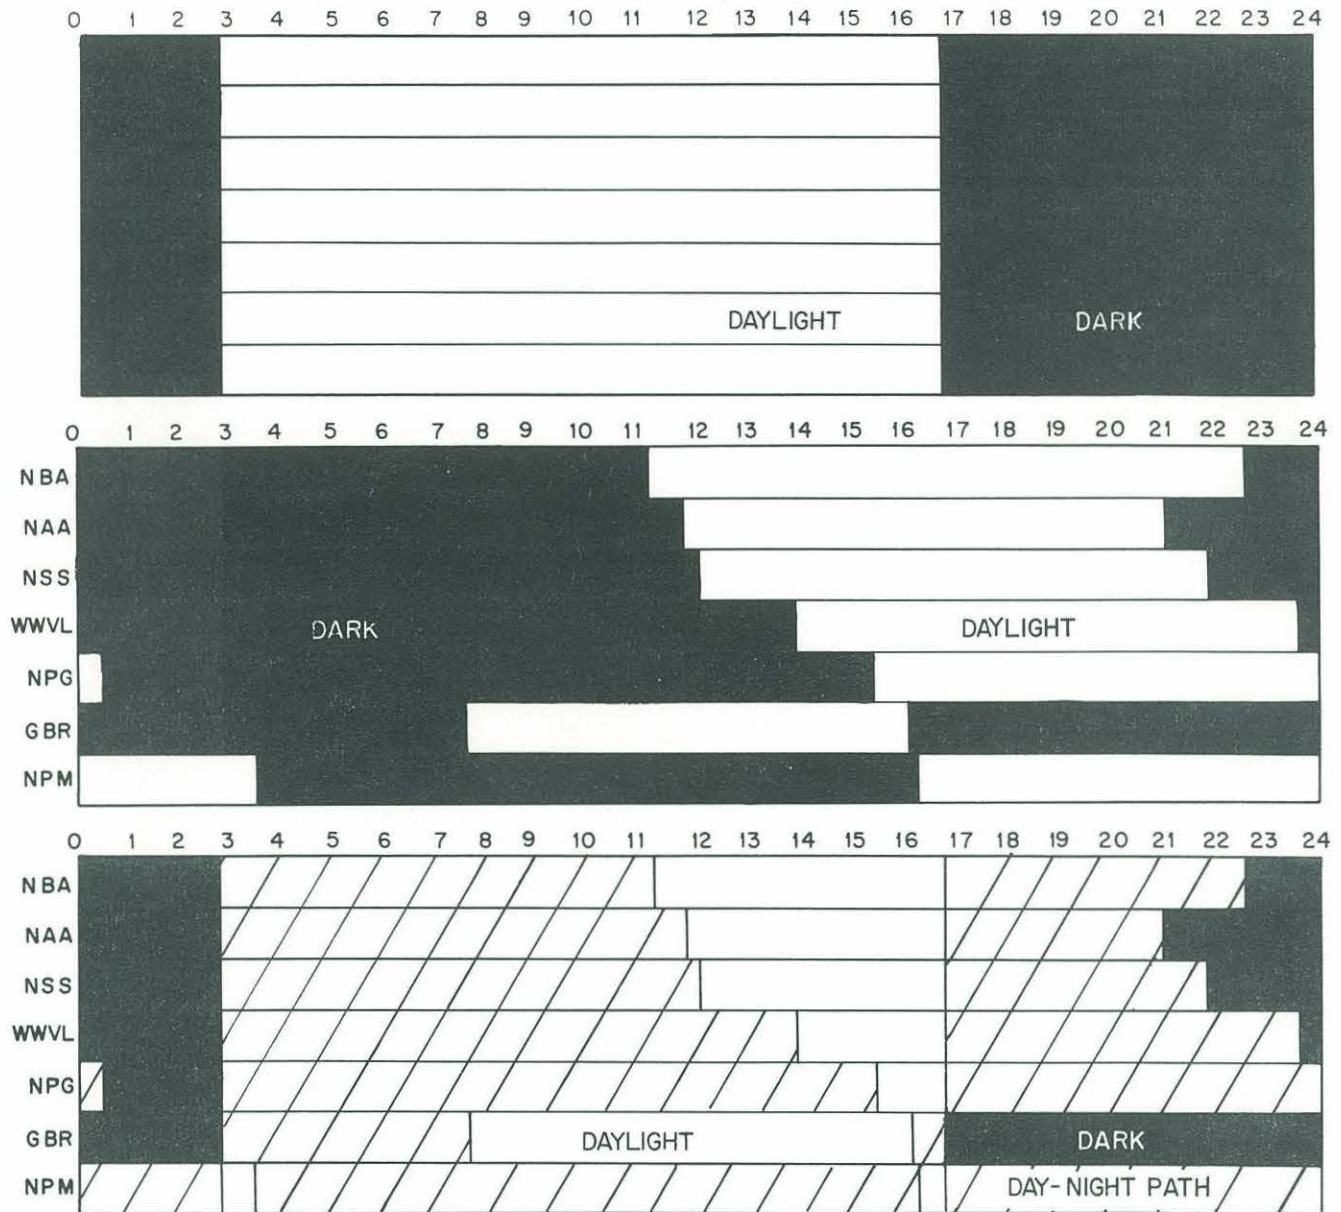 0 1 2 3 4 5 6 7 8 9 10 11 12 13 14 15 16 17 18 19 20 21 22 23 24
DAYLIGHT DARK
0 1 2 3 4 5 6 7 8 9 10 11 12 13 14 15 16 17 18 19 20 21 22 23 24
NBA
NAA
NSS
WWVL DARK DAYLIGHT
NPG
GBR
NPM
0 1 2 3 4 5 6 7 8 9 10 11 12 13 14 15 16 17 18 19 20 21 22 23 24
NBA
NAA
NSS
WWVL
NPG
GBR DAYLIGHT DARK
NPM DAY-NIGHT PATH